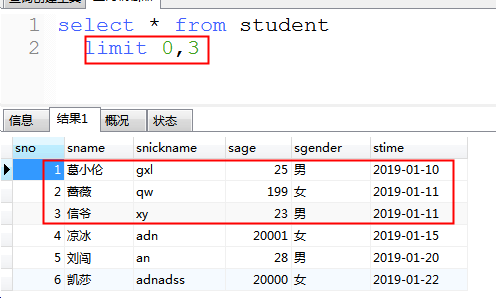 1 select * from student
2 limit 0,3
信息 结果1 概况 状态
sno sname snickname sage sgender stime
1 葛小伦 gxl 25 男 2019-01-10
2 蔷薇 qw 199 女 2019-01-11
3 信爷 xy 23 男 2019-01-11
4 凉冰 adn 20001 女 2019-01-15
5 刘闯 an 28 男 2019-01-20
6 凯莎 adnadss 20000 女 2019-01-22